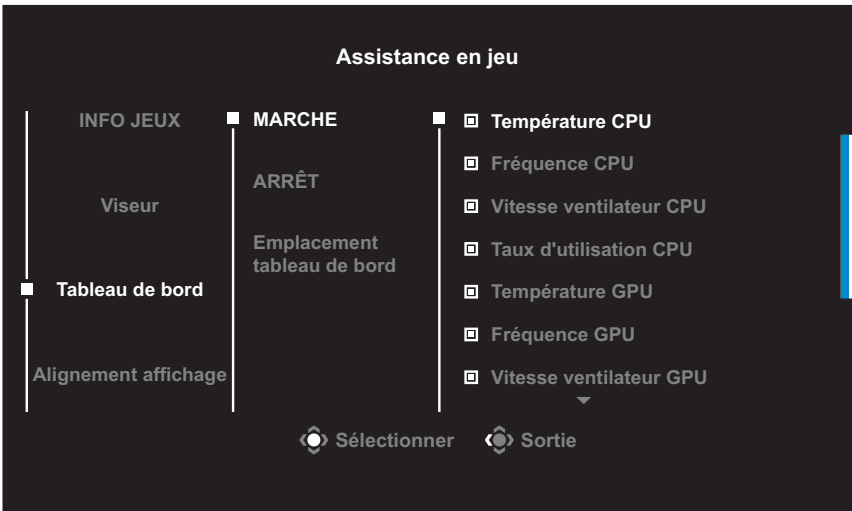 Assistance en jeu
INFO JEUX
Viseur
Tableau de bord
Alignement affichage
MARCHE
ARRÊT
Emplacement
tableau de bord
Température CPU
Fréquence CPU
Vitesse ventilateur CPU
Taux d'utilisation CPU
Température GPU
Fréquence GPU
Vitesse ventilateur GPU
Sélectionner
Sortie